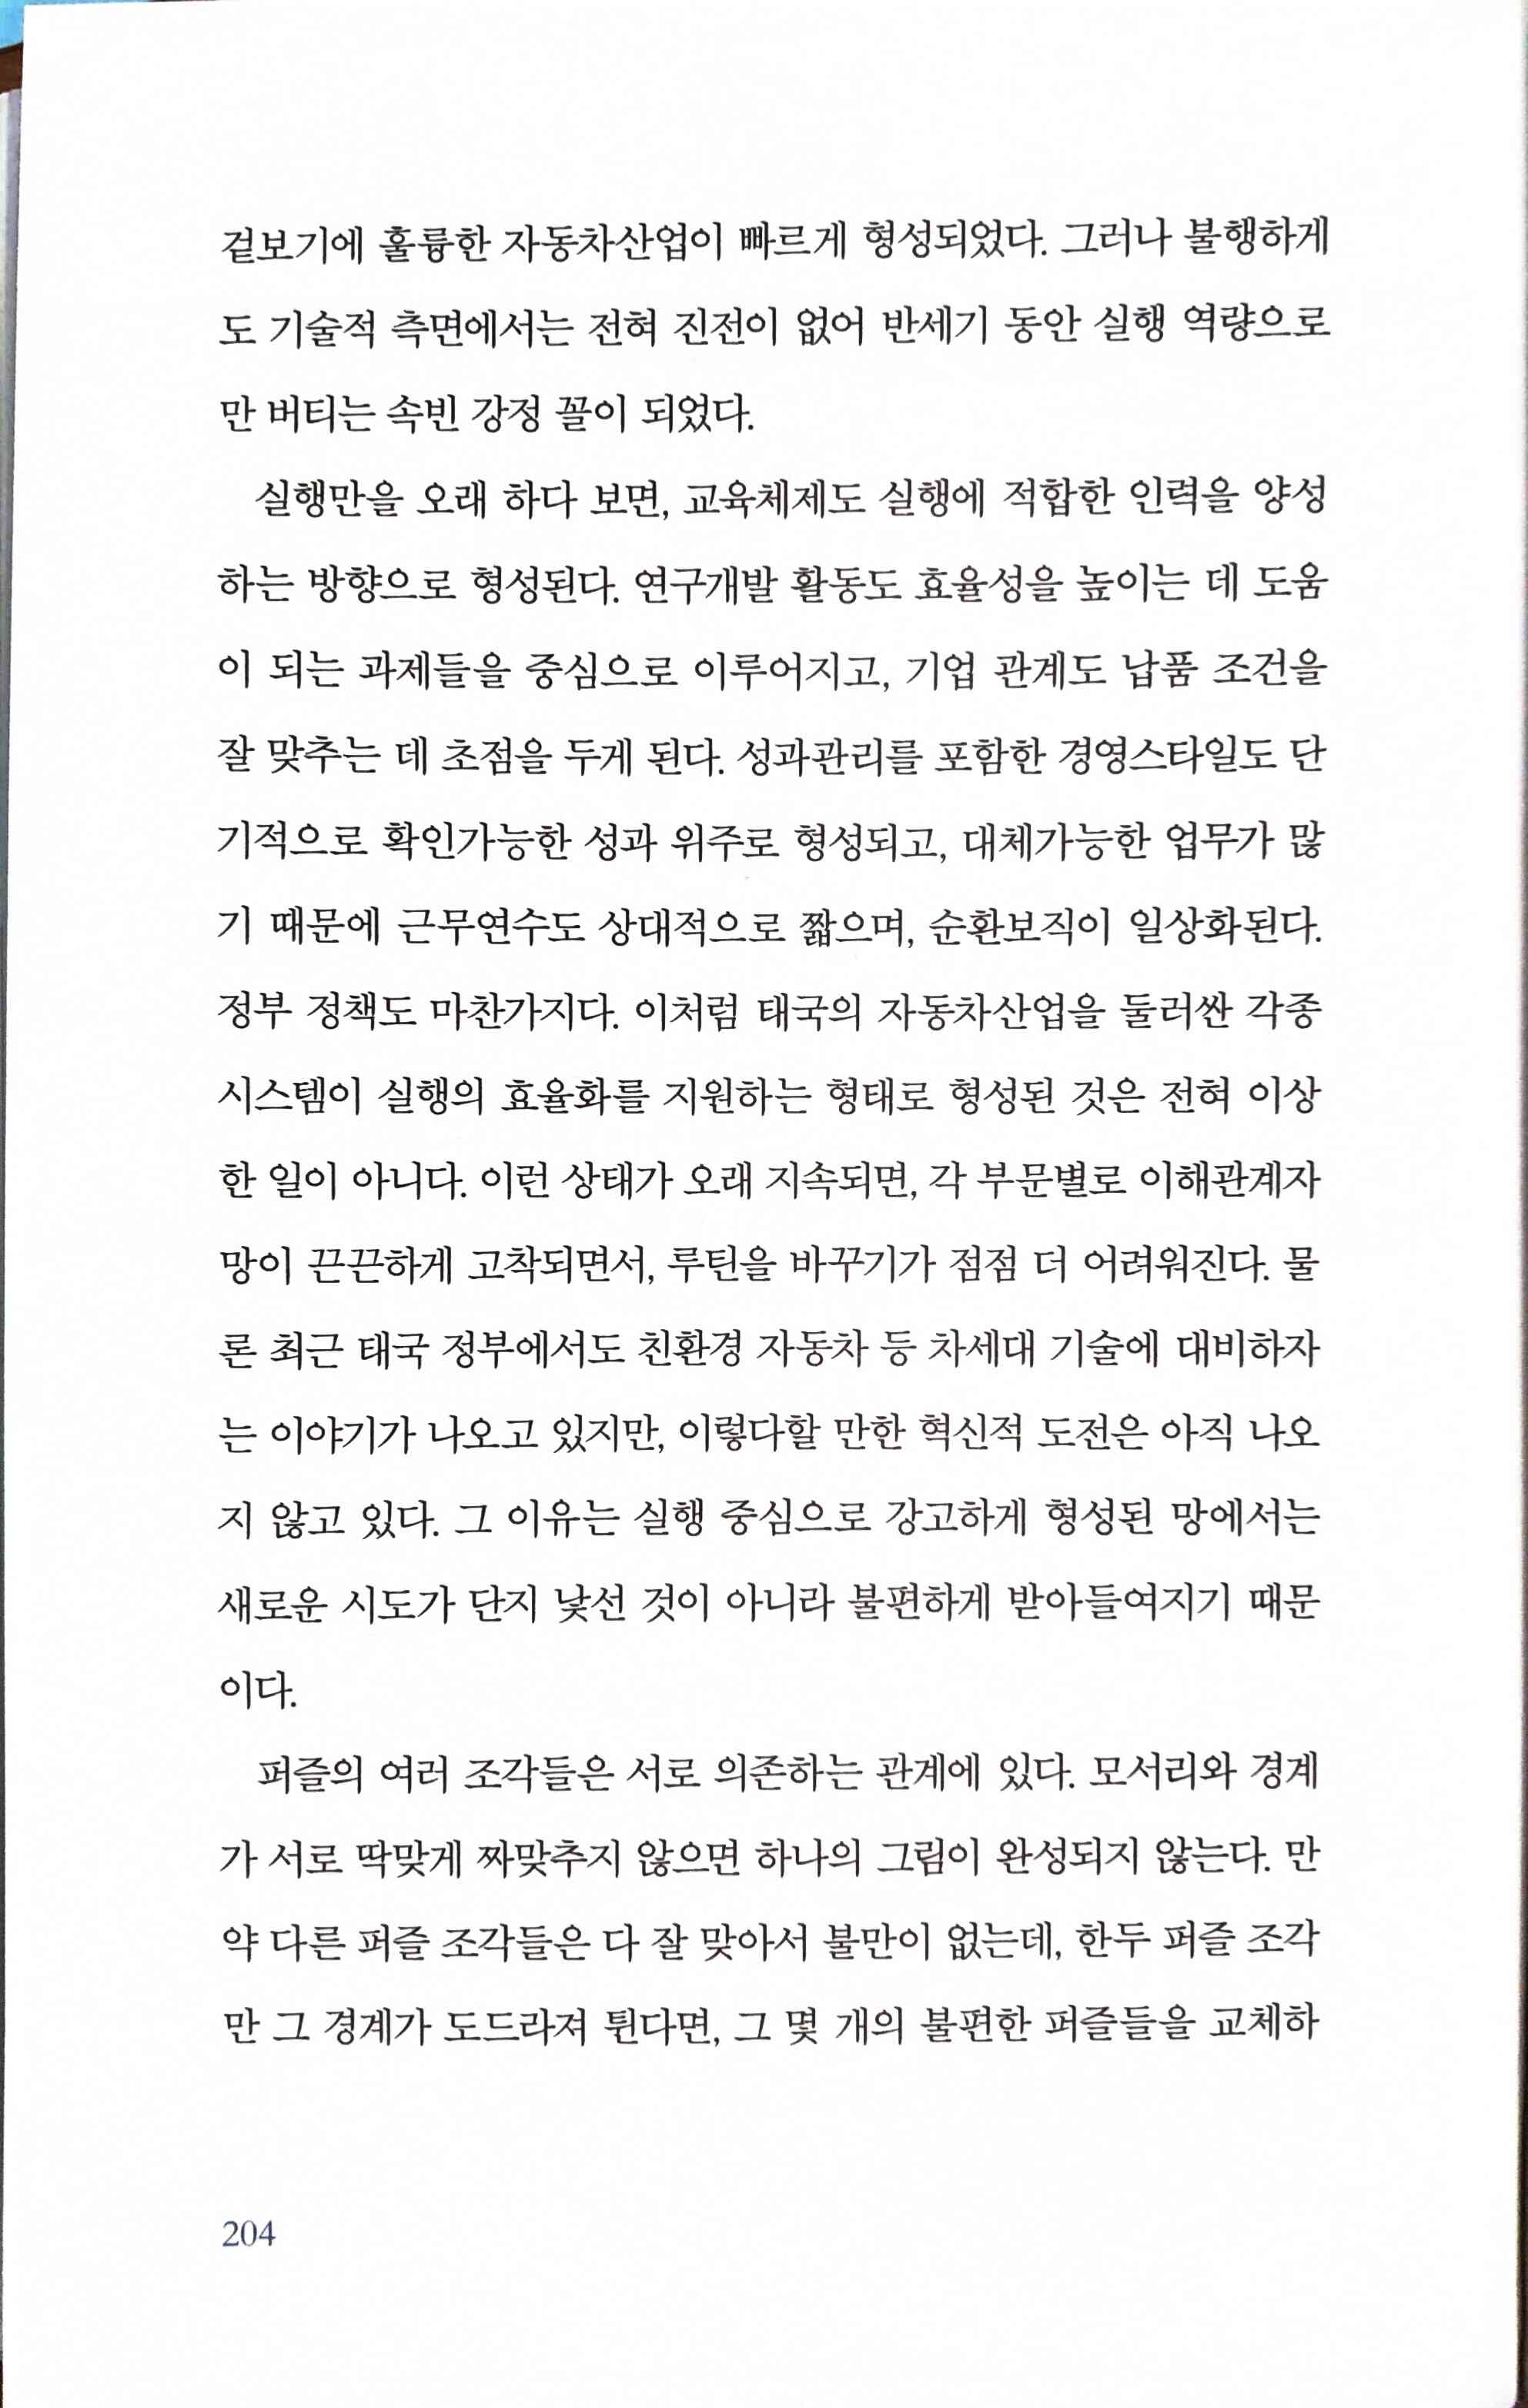 겉보기에 훌륭한 자동차산업이 빠르게 형성되었다. 그러나 불행하게
도 기술적 측면에서는 전혀 진전이 없어 반세기 동안 실행 역량으로
만 버티는 속빈 강정 꼴이 되었다.
실행만을 오래 하다 보면, 교육체제도 실행에 적합한 인력을 양성
하는 방향으로 형성된다. 연구개발 활동도 효율성을 높이는 데 도움
이 되는 과제들을 중심으로 이루어지고, 기업 관계도 납품 조건을
잘 맞추는 데 초점을 두게 된다. 성과관리를 포함한 경영스타일도 단
기적으로 확인가능한 성과 위주로 형성되고, 대체가능한 업무가 많
기 때문에 근무연수도 상대적으로 짧으며, 순환보직이 일상화된다.
정부 정책도 마찬가지다. 이처럼 태국의 자동차산업을 둘러싼 각종
시스템이 실행의 효율화를 지원하는 형태로 형성된 것은 전혀 이상
한 일이 아니다. 이런 상태가 오래 지속되면, 각 부문별로 이해관계자
망이 끈끈하게 고착되면서, 루틴을 바꾸기가 점점 더 어려워진다. 물
론 최근 태국 정부에서도 친환경 자동차 등 차세대 기술에 대비하자
는 이야기가 나오고 있지만, 이렇다할 만한 혁신적 도전은 아직 나오
지 않고 있다. 그 이유는 실행 중심으로 강고하게 형성된 망에서는
새로운 시도가 단지 낯선 것이 아니라 불편하게 받아들여지기 때문
이다.
퍼즐의 여러 조각들은 서로 의존하는 관계에 있다. 모서리와 경계
가 서로 딱맞게 짜맞추지 않으면 하나의 그림이 완성되지 않는다. 만
약 다른 퍼즐 조각들은 다 잘 맞아서 불만이 없는데, 한두 퍼즐 조각
만 그 경계가 도드라져 튄다면, 그 몇 개의 불편한 퍼즐들을 교체하
204